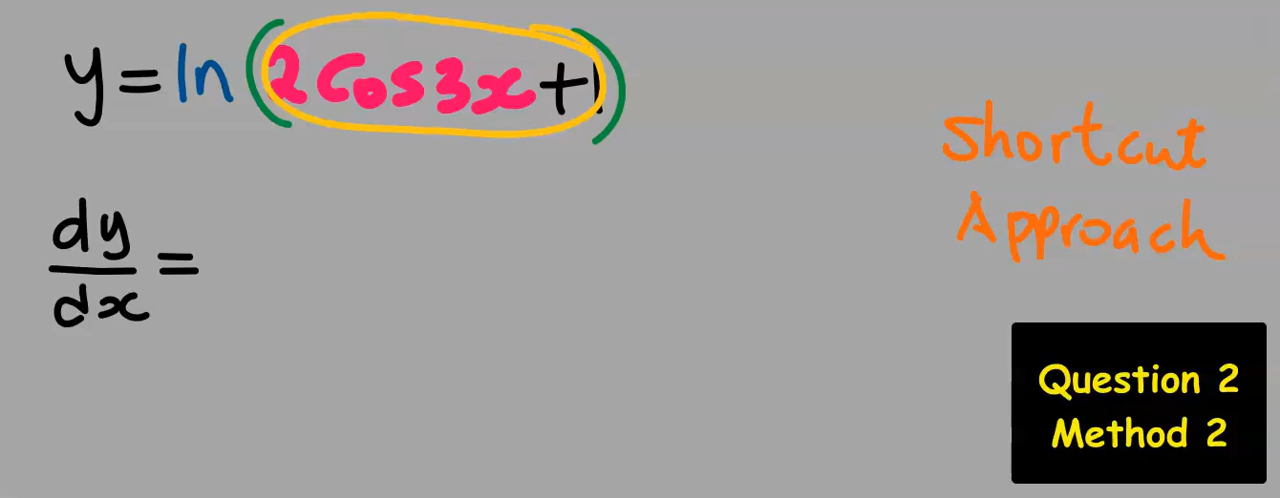 y = ln(2Cos3x+1)
dy/dx =
Shortcut
Approach
Question 2
Method 2